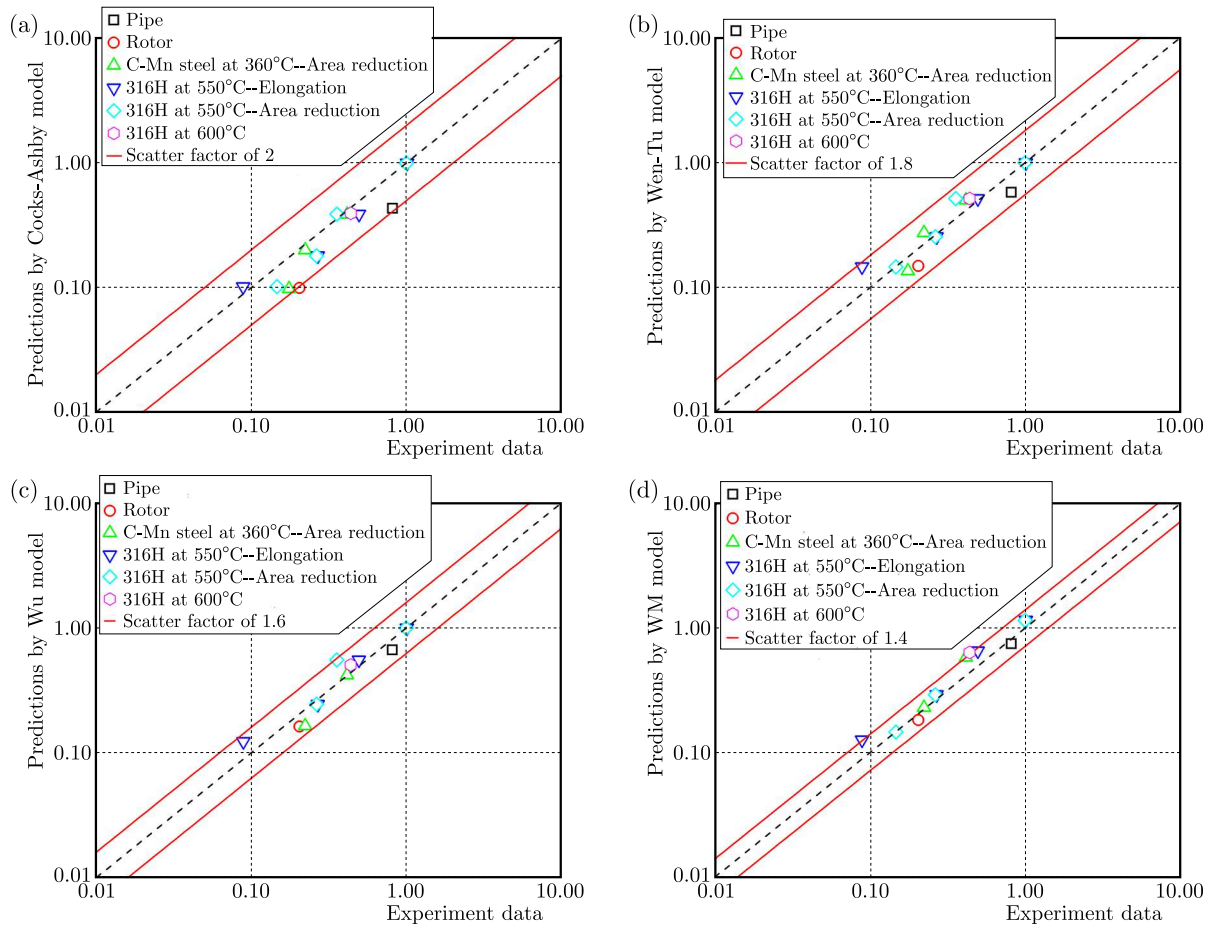 (a)
Pipe
Rotor
C-Mn steel at 360°C--Area reduction
316H at 550°C--Elongation
316H at 550°C--Area reduction
316H at 600°C
Scatter factor of 2
Predictions by Cocks-Ashby model
10.00
1.00
0.10
0.01
0.01
0.10
1.00
10.00
Experiment data
(b)
Pipe
Rotor
C-Mn steel at 360°C--Area reduction
316H at 550°C--Elongation
316H at 550°C--Area reduction
316H at 600°C
Scatter factor of 1.8
Predictions by Wen-Tu model
10.00
1.00
0.10
0.01
0.01
0.10
1.00
10.00
Experiment data
(c)
Pipe
Rotor
C-Mn steel at 360°C--Area reduction
316H at 550°C--Elongation
316H at 550°C--Area reduction
316H at 600°C
Scatter factor of 1.6
Predictions by Wu model
10.00
1.00
0.10
0.01
0.01
0.10
1.00
10.00
Experiment data
(d)
Pipe
Rotor
C-Mn steel at 360°C--Area reduction
316H at 550°C--Elongation
316H at 550°C--Area reduction
316H at 600°C
Scatter factor of 1.4
Predictions by WM model
10.00
1.00
0.10
0.01
0.01
0.10
1.00
10.00
Experiment data